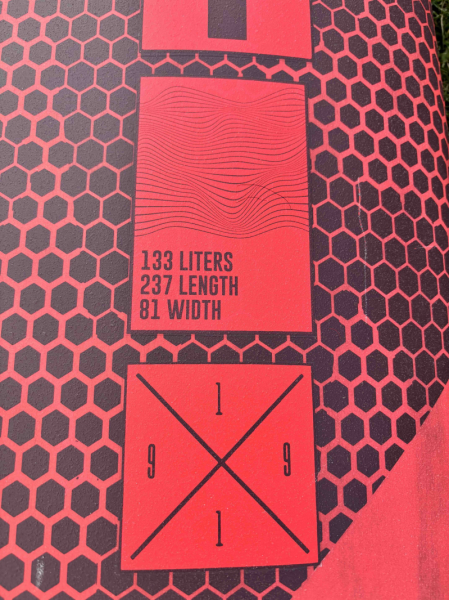 133 LITERS
237 LENGTH
81 WIDTH
1
9 9
1